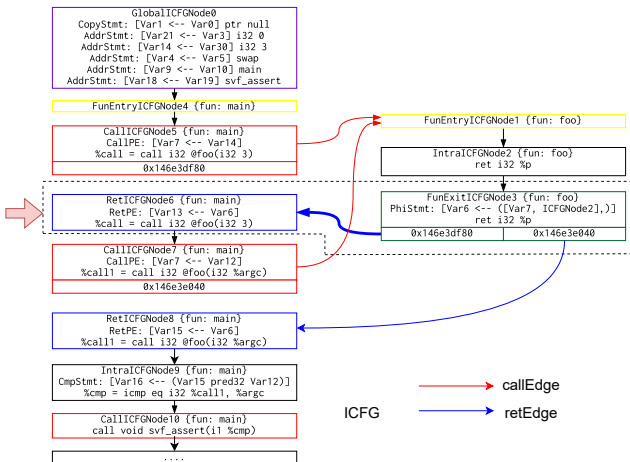 GlobalICFGNode0
CopyStmt: [Var1 <-- Var0] ptr null
AddrStmt: [Var21 <-- Var3] i32 0
AddrStmt: [Var14 <-- Var30] i32 3
AddrStmt: [Var4 <-- Var5] swap
AddrStmt: [Var9 <-- Var10] main
AddrStmt: [Var18 <-- Var19] svf_assert
FunEntryICFGNode4 {fun: main}
CallICFGNode5 {fun: main}
CallPE: [Var7 <-- Var14]
%call = call i32 @foo(i32 3)
0x146e3df80
RetICFGNode6 {fun: main}
RetPE: [Var13 <-- Var6]
%call = call i32 @foo(i32 3)
CallICFGNode7 {fun: main}
CallPE: [Var7 <-- Var12]
%call1 = call i32 @foo(i32 %argc)
0x146e3e040
RetICFGNode8 {fun: main}
RetPE: [Var15 <-- Var6]
%call1 = call i32 @foo(i32 %argc)
IntraICFGNode9 {fun: main}
CmpStmt: [Var16 <-- (Var15 pred32 Var12)]
%cmp = icmp eq i32 %call1, %argc
CallICFGNode10 {fun: main}
call void svf_assert(i1 %cmp)
....
FunEntryICFGNode1 {fun: foo}
IntraICFGNode2 {fun: foo}
ret i32 %p
FunExitICFGNode3 {fun: foo}
PhiStmt: [Var6 <-- ([Var7, ICFGNode2],)]
ret i32 %p
0x146e3df80 0x146e3e040
ICFG
callEdge
retEdge